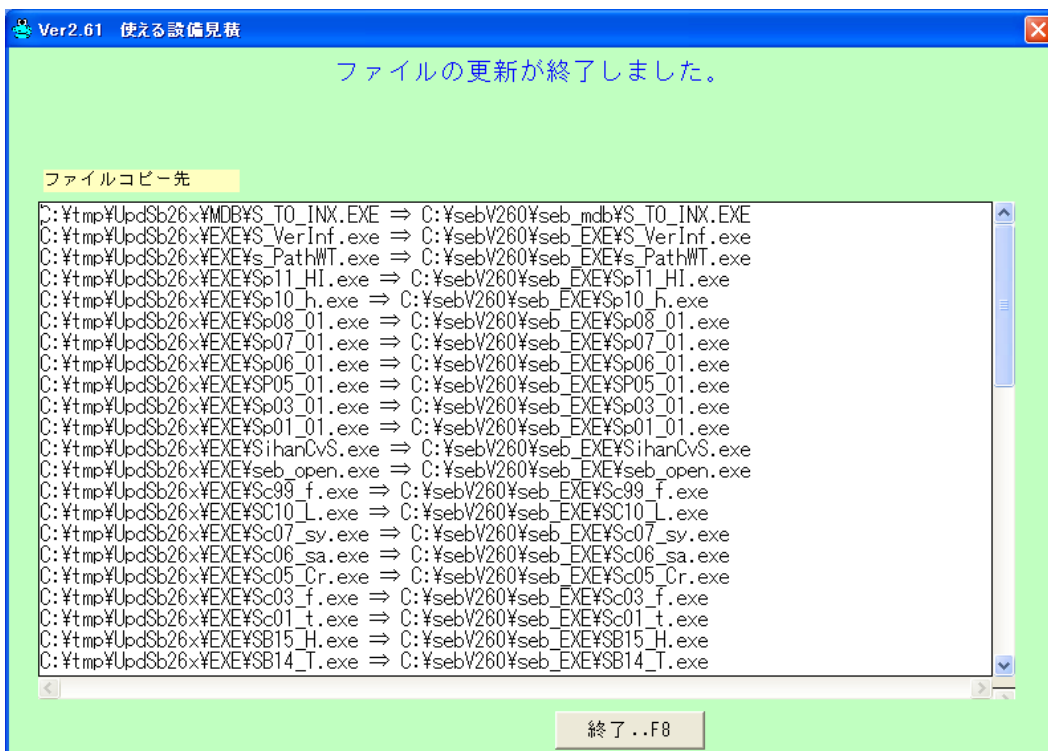 Ver2.61 使える設備見積
ファイルの更新が終了しました。
ファイルコピー先
C:¥tmp¥UpdSb26x¥MDB¥S_TO_INX.EXE ⇒ C:¥sebV260¥seb_mdb¥S_TO_INX.EXE
C:¥tmp¥UpdSb26x¥EXE¥S_VerInf.exe ⇒ C:¥sebV260¥seb_EXE¥S_VerInf.exe
C:¥tmp¥UpdSb26x¥EXE¥s_PathWT.exe ⇒ C:¥sebV260¥seb_EXE¥s_PathWT.exe
C:¥tmp¥UpdSb26x¥EXE¥Sp11_HI.exe ⇒ C:¥sebV260¥seb_EXE¥Sp11_HI.exe
C:¥tmp¥UpdSb26x¥EXE¥Sp10_h.exe ⇒ C:¥sebV260¥seb_EXE¥Sp10_h.exe
C:¥tmp¥UpdSb26x¥EXE¥Sp08_01.exe ⇒ C:¥sebV260¥seb_EXE¥Sp08_01.exe
C:¥tmp¥UpdSb26x¥EXE¥Sp07_01.exe ⇒ C:¥sebV260¥seb_EXE¥Sp07_01.exe
C:¥tmp¥UpdSb26x¥EXE¥Sp06_01.exe ⇒ C:¥sebV260¥seb_EXE¥Sp06_01.exe
C:¥tmp¥UpdSb26x¥EXE¥SP05_01.exe ⇒ C:¥sebV260¥seb_EXE¥SP05_01.exe
C:¥tmp¥UpdSb26x¥EXE¥Sp03_01.exe ⇒ C:¥sebV260¥seb_EXE¥Sp03_01.exe
C:¥tmp¥UpdSb26x¥EXE¥Sp01_01.exe ⇒ C:¥sebV260¥seb_EXE¥Sp01_01.exe
C:¥tmp¥UpdSb26x¥EXE¥SihanCvS.exe ⇒ C:¥sebV260¥seb_EXE¥SihanCvS.exe
C:¥tmp¥UpdSb26x¥EXE¥seb_open.exe ⇒ C:¥sebV260¥seb_EXE¥seb_open.exe
C:¥tmp¥UpdSb26x¥EXE¥Sc99_f.exe ⇒ C:¥sebV260¥seb_EXE¥Sc99_f.exe
C:¥tmp¥UpdSb26x¥EXE¥SC10_L.exe ⇒ C:¥sebV260¥seb_EXE¥SC10_L.exe
C:¥tmp¥UpdSb26x¥EXE¥Sc07_sy.exe ⇒ C:¥sebV260¥seb_EXE¥Sc07_sy.exe
C:¥tmp¥UpdSb26x¥EXE¥Sc06_sa.exe ⇒ C:¥sebV260¥seb_EXE¥Sc06_sa.exe
C:¥tmp¥UpdSb26x¥EXE¥Sc05_Cr.exe ⇒ C:¥sebV260¥seb_EXE¥Sc05_Cr.exe
C:¥tmp¥UpdSb26x¥EXE¥Sc03_f.exe ⇒ C:¥sebV260¥seb_EXE¥Sc03_f.exe
C:¥tmp¥UpdSb26x¥EXE¥Sc01_t.exe ⇒ C:¥sebV260¥seb_EXE¥Sc01_t.exe
C:¥tmp¥UpdSb26x¥EXE¥SB15_H.exe ⇒ C:¥sebV260¥seb_EXE¥SB15_H.exe
C:¥tmp¥UpdSb26x¥EXE¥SB14_T.exe ⇒ C:¥sebV260¥seb_EXE¥SB14_T.exe
終了..F8